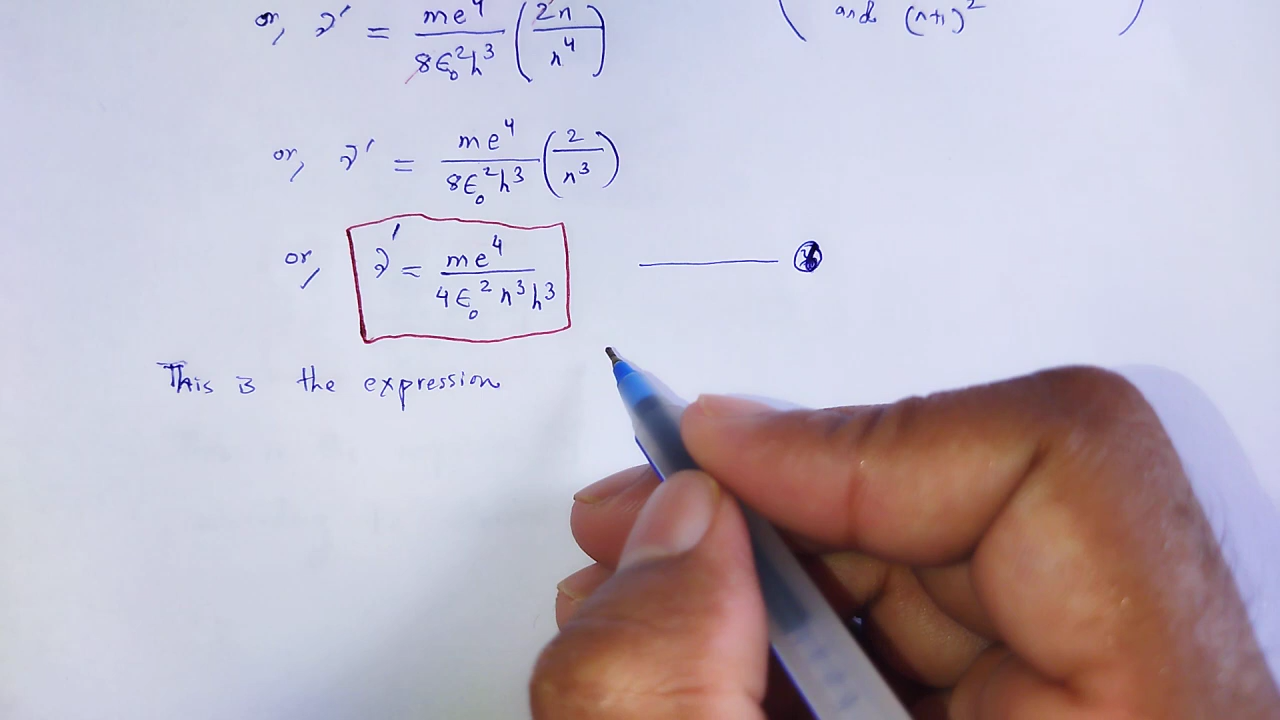 or, ν' = me⁴/8ϵ₀²h³ (2n/n⁴) ( and (n+1)² )
or, ν' = me⁴/8ϵ₀²h³ (2/n³)
or, ν' = me⁴/4ϵ₀²n³h³
This is the expression